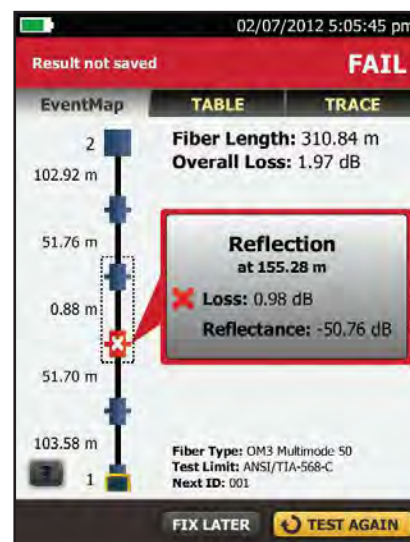 02/07/2012 5:05:45 pm
Result not saved
FAIL
EventMap
TABLE
TRACE
2
Fiber Length: 310.84 m
Overall Loss: 1.97 dB
102.92 m
51.76 m
Reflection
at 155.28 m
Loss: 0.98 dB
0.88 m
Reflectance: -50.76 dB
51.70 m
103.58 m
Fiber Type: OM3 Multimode 50
Test Limit: ANSI/TIA-568-C
1
Next ID: 001
FIX LATER
TEST AGAIN